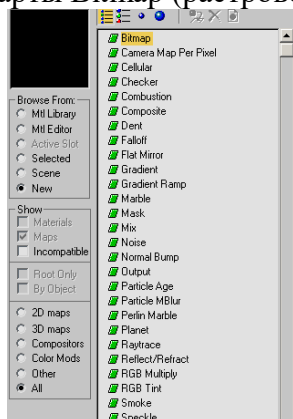 арты Bitmap (растров
Bitmap
Camera Map Per Pixel
Cellular
Checker
Combustion
Composite
Dent
Falloff
Flat Mirror
Gradient
Gradient Ramp
Marble
Mask
Mix
Noise
Normal Bump
Output
Particle Age
Particle MBlur
Perlin Marble
Planet
Raytrace
Reflect/Refract
RGB Multiply
RGB Tint
Smoke
Speckle
Browse From:
Mtl Library
Mtl Editor
Active Slot
Selected
Scene
New
Show
Materials
Maps
Incompatible
Root Only
By Object
2D maps
3D maps
Compositors
Color Mods
Other
All